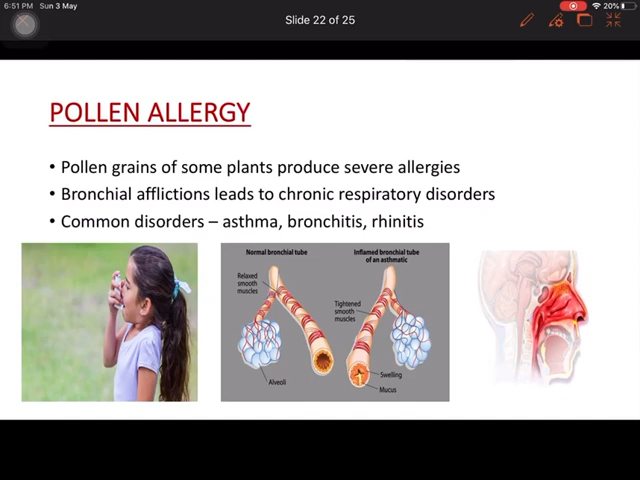 6:51 PM Sun 3 May
20%
Slide 22 of 25
POLLEN ALLERGY
• Pollen grains of some plants produce severe allergies
• Bronchial afflictions leads to chronic respiratory disorders
• Common disorders – asthma, bronchitis, rhinitis
Normal bronchial tube
Relaxed
smooth
muscles
Alveoli
Inflamed bronchial tube
of an asthmatic
Tightened
smooth
muscles
Swelling
Mucus